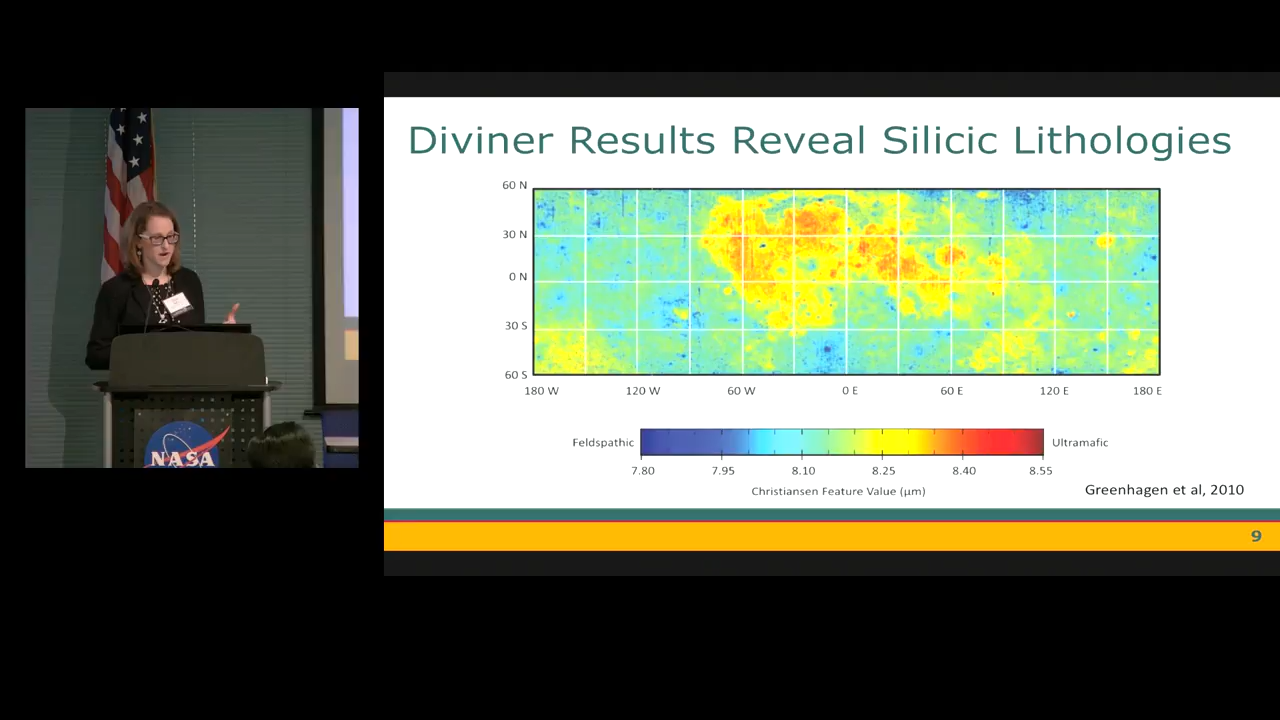 Diviner Results Reveal Silicic Lithologies
60 N
30 N
0 N
30 S
60 S
180 W 120 W 60 W 0 E 60 E 120 E 180 E
Feldspathic Ultramafic
7.80 7.95 8.10 8.25 8.40 8.55
Christiansen Feature Value (μm)
Greenhagen et al, 2010
9
NASA